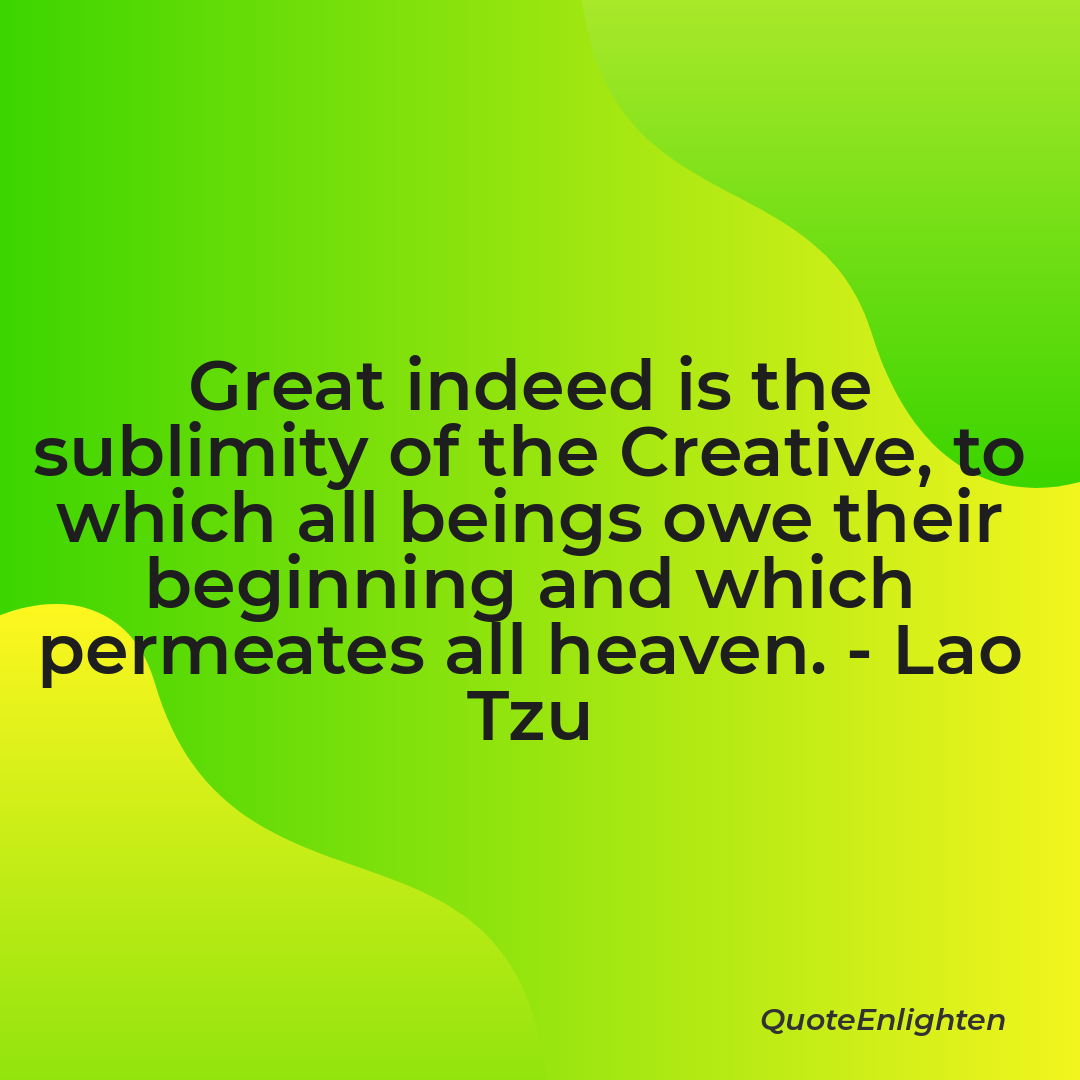 Great indeed is the
sublimity of the Creative, to
which all beings owe their
beginning and which
permeates all heaven. - Lao
Tzu
QuoteEnlighten